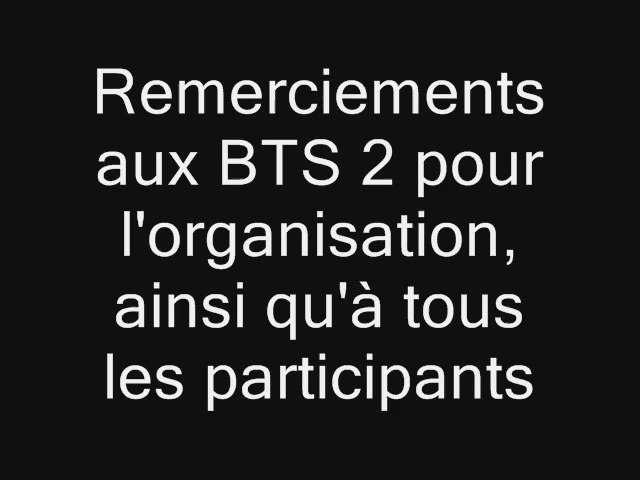 Remerciements
aux BTS 2 pour
l'organisation,
ainsi qu'à tous
les participants